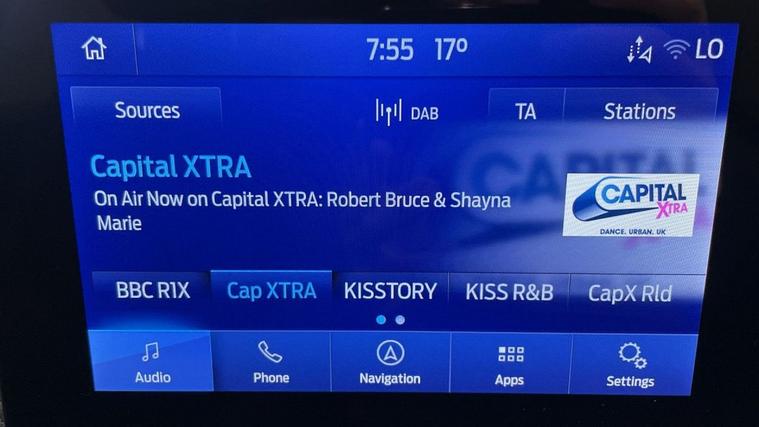 7:55 17° LO
Sources DAB TA Stations
CAPITAL
Capital XTRA
On Air Now on Capital XTRA: Robert Bruce & Shayna
Marie
CAPITAL
XTRA
DANCE. URBAN. UK
BBC R1X Cap XTRA KISSTORY KISS R&B CapX Rld
Audio Phone Navigation Apps Settings